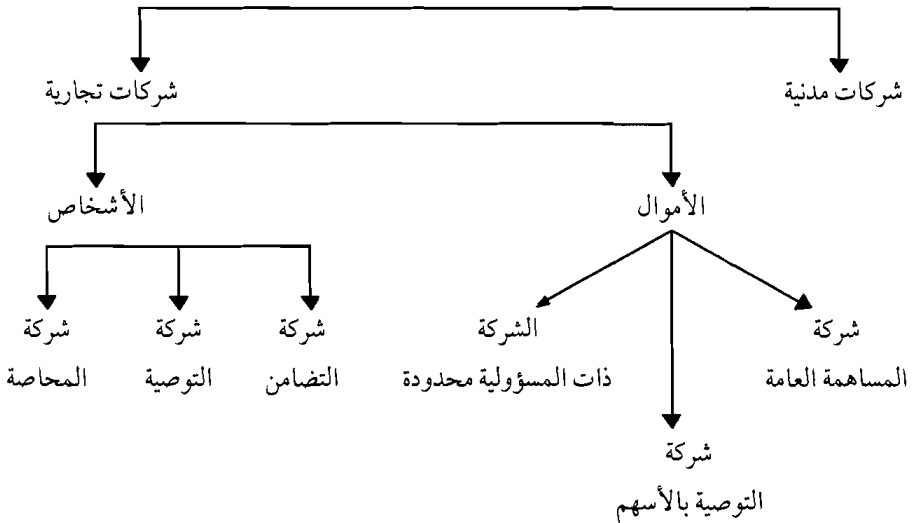 شركات مدنية
شركات تجارية
الأموال
الأشخاص
شركة
المساهمة العامة
الشركة
ذات المسؤولية محدودة
شركة
التضامن
شركة
التوصية
شركة
المحاصة
شركة
التوصية بالأسهم